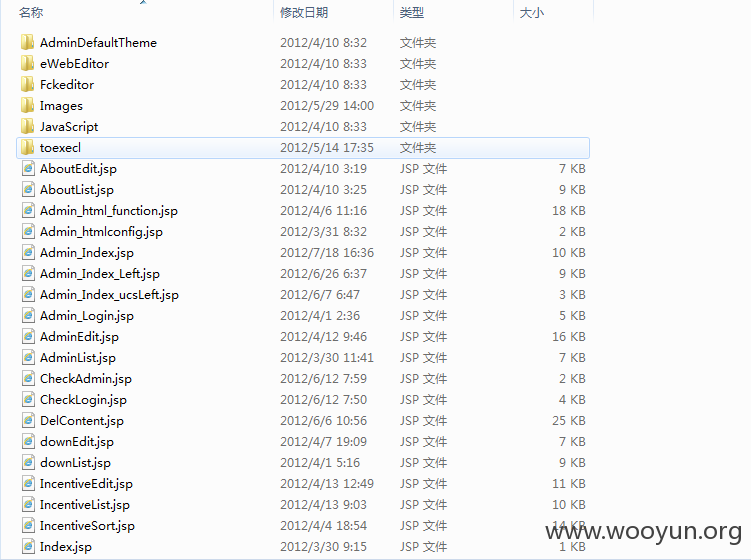 名称 修改日期 类型 大小
AdminDefaultTheme 2012/4/10 8:32 文件夹
eWebEditor 2012/4/10 8:33 文件夹
Fckeditor 2012/4/10 8:33 文件夹
Images 2012/5/29 14:00 文件夹
JavaScript 2012/4/10 8:33 文件夹
toexecl 2012/5/14 17:35 文件夹
AboutEdit.jsp 2012/4/10 3:19 JSP 文件 7 KB
AboutList.jsp 2012/4/10 3:25 JSP 文件 9 KB
Admin_html_function.jsp 2012/4/6 11:16 JSP 文件 18 KB
Admin_htmlconfig.jsp 2012/3/31 8:32 JSP 文件 2 KB
Admin_Index.jsp 2012/7/18 16:36 JSP 文件 10 KB
Admin_Index_Left.jsp 2012/6/26 6:37 JSP 文件 9 KB
Admin_Index_ucsLeft.jsp 2012/6/7 6:47 JSP 文件 3 KB
Admin_Login.jsp 2012/4/1 2:36 JSP 文件 5 KB
AdminEdit.jsp 2012/4/12 9:46 JSP 文件 16 KB
AdminList.jsp 2012/3/30 11:41 JSP 文件 7 KB
CheckAdmin.jsp 2012/6/12 7:59 JSP 文件 2 KB
CheckLogin.jsp 2012/6/12 7:50 JSP 文件 4 KB
DelContent.jsp 2012/6/6 10:56 JSP 文件 25 KB
downEdit.jsp 2012/4/7 19:09 JSP 文件 7 KB
downList.jsp 2012/4/1 5:16 JSP 文件 9 KB
IncentiveEdit.jsp 2012/4/13 12:49 JSP 文件 11 KB
IncentiveList.jsp 2012/4/13 9:03 JSP 文件 10 KB
IncentiveSort.jsp 2012/4/4 18:54 JSP 文件 14 KB
www.wooyun.org
Index.jsp 2012/3/30 9:15 JSP 文件 1 KB